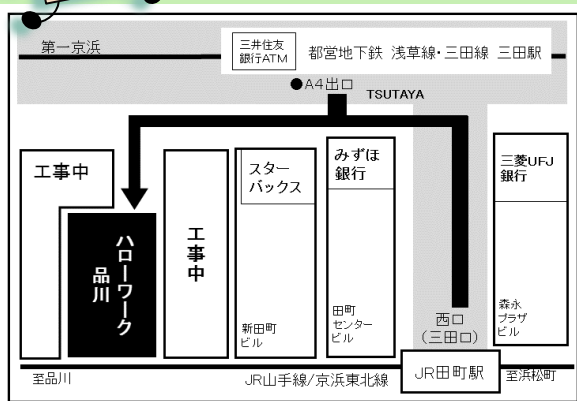 第一京浜
三井住友
銀行ATM
都営地下鉄 浅草線・三田線 三田駅
●A4出口
TSUTAYA
工事中
ハローワーク
品川
工事中
スター
バックス
新田町
ビル
みずほ
銀行
田町
センター
ビル
西口
(三田口)
三菱UFJ
銀行
森永
プラザ
ビル
至品川
JR山手線/京浜東北線
JR田町駅
至浜松町